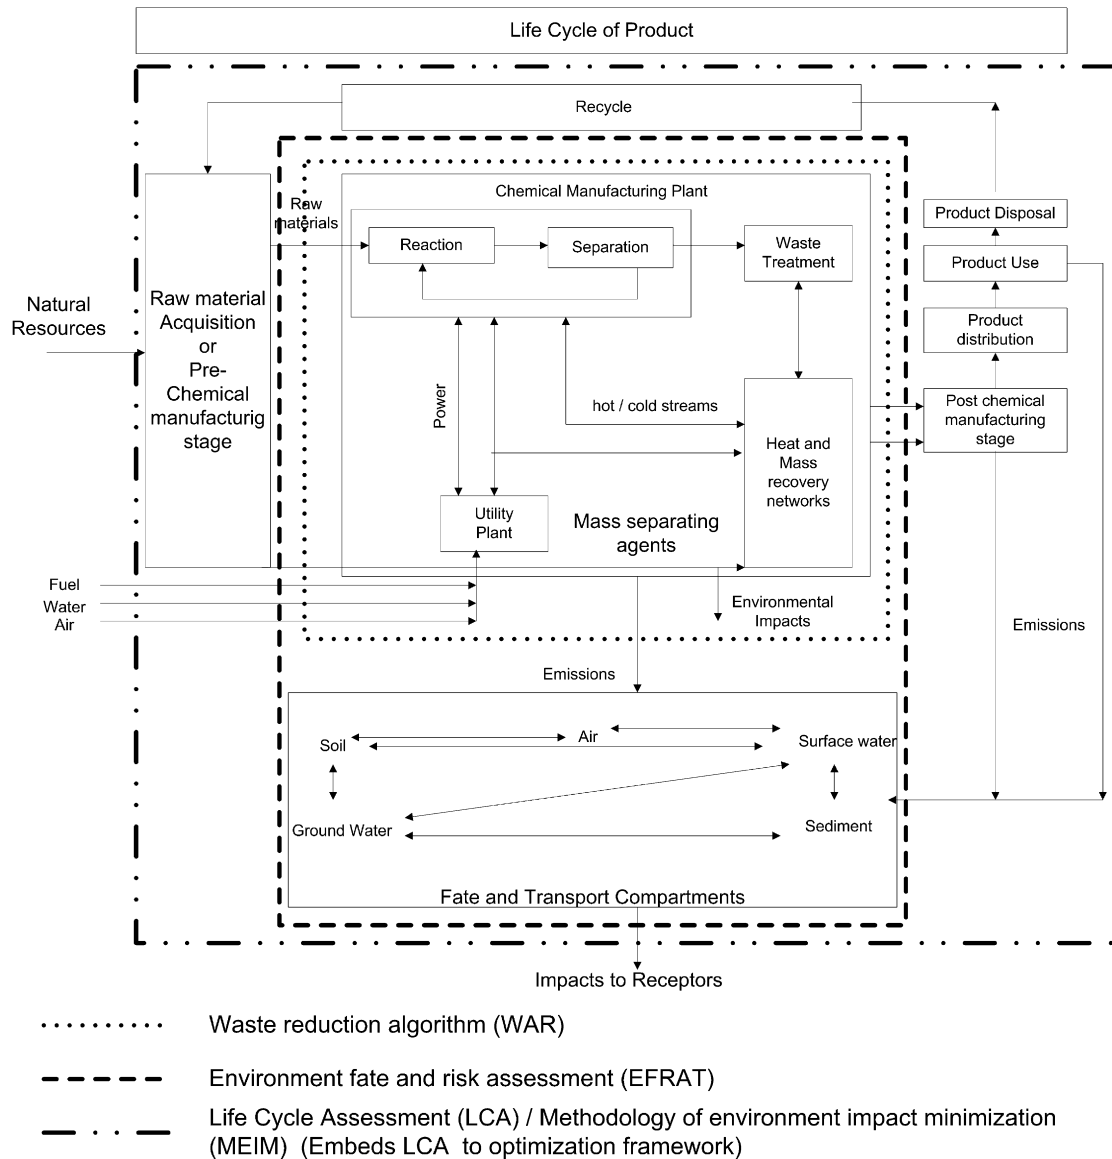 Life Cycle of Product
Recycle
Chemical Manufacturing Plant
Raw
materials
Reaction
Separation
Waste
Treatment
Product Disposal
Product Use
Product
distribution
Post chemical
manufacturing
stage
Natural
Resources
Raw material
Acquisition
or
Pre-
Chemical
manufacturig
stage
Power
hot / cold streams
Heat and
Mass
recovery
networks
Utility
Plant
Mass separating
agents
Fuel
Water
Air
Environmental
Impacts
Emissions
Emissions
Soil
Air
Surface water
Ground Water
Sediment
Fate and Transport Compartments
Impacts to Receptors
Waste reduction algorithm (WAR)
Environment fate and risk assessment (EFRAT)
Life Cycle Assessment (LCA) / Methodology of environment impact minimization
(MEIM) (Embeds LCA to optimization framework)